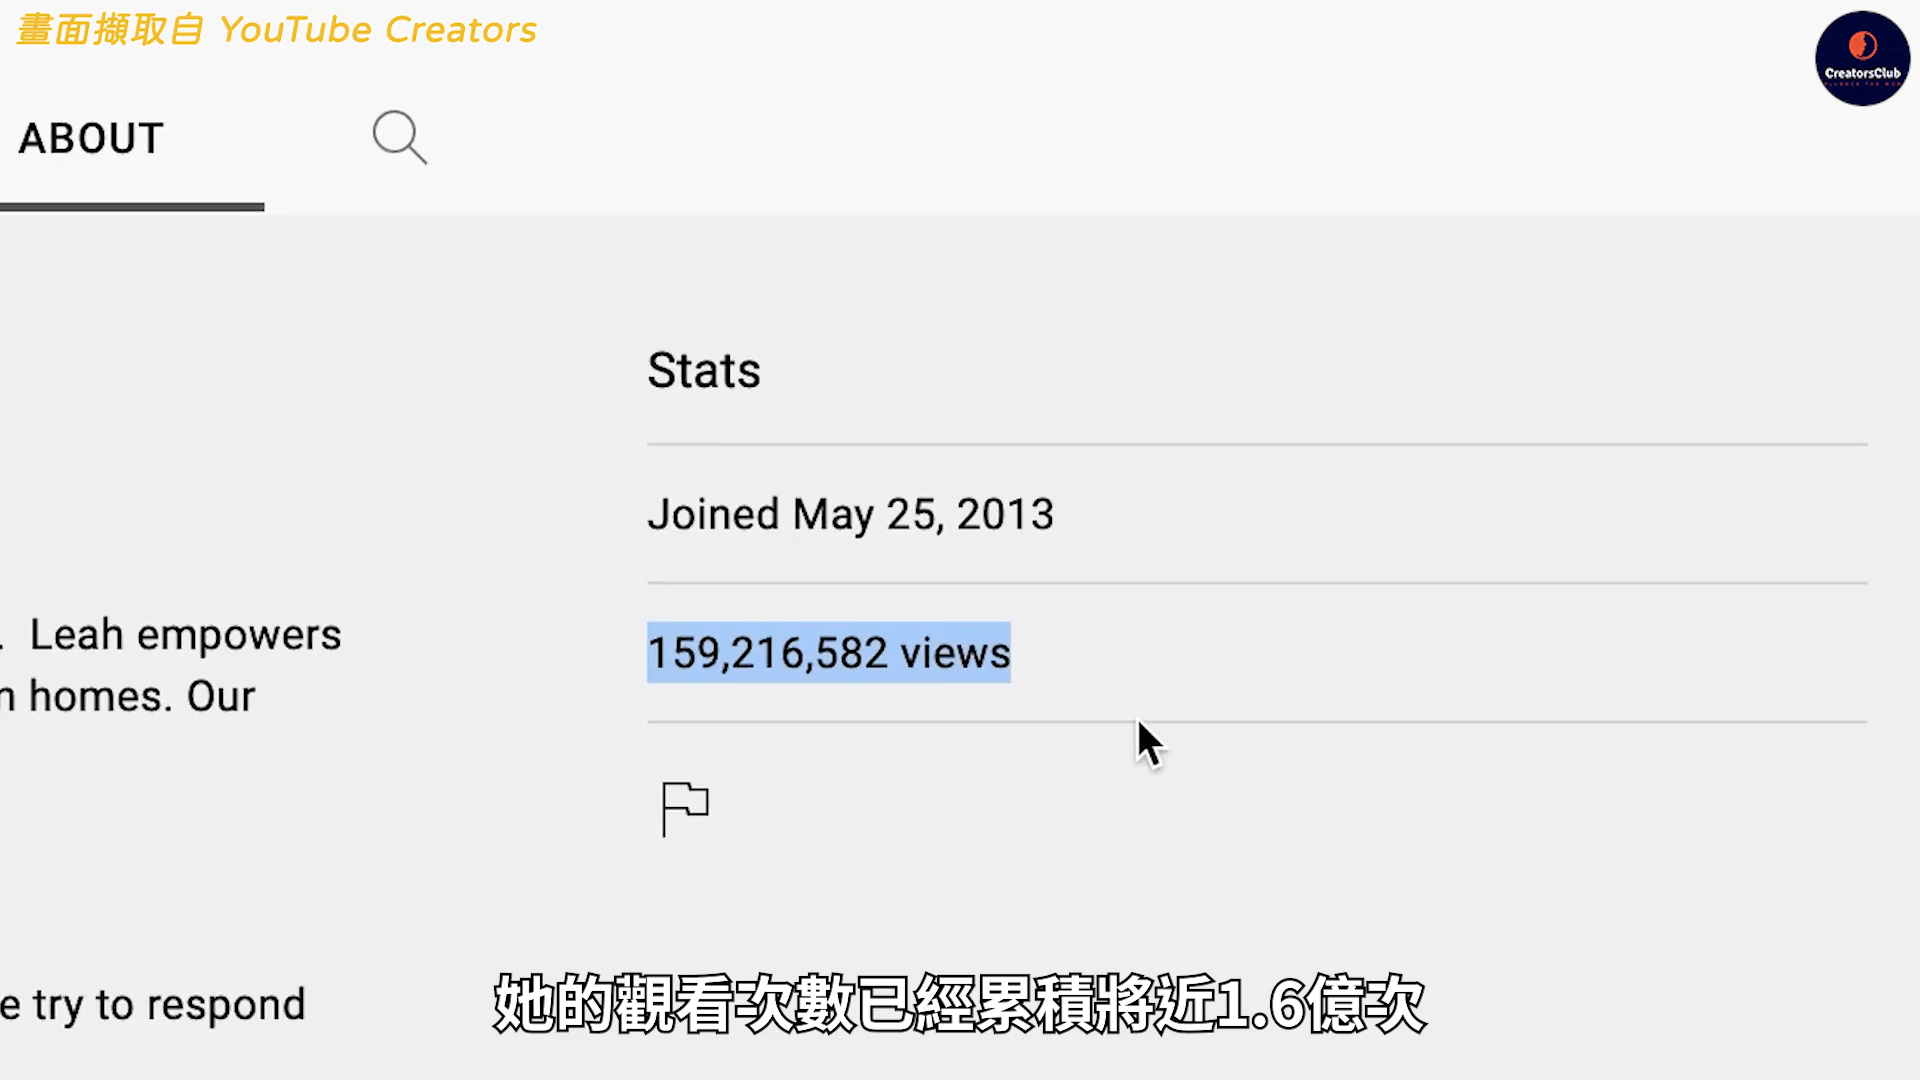 畫面擷取自 YouTube Creators
CreatorsClub
ABOUT
Stats
Joined May 25, 2013
. Leah empowers
n homes. Our
159,216,582 views
e try to respond
她的觀看次數已經累積將近1.6億次